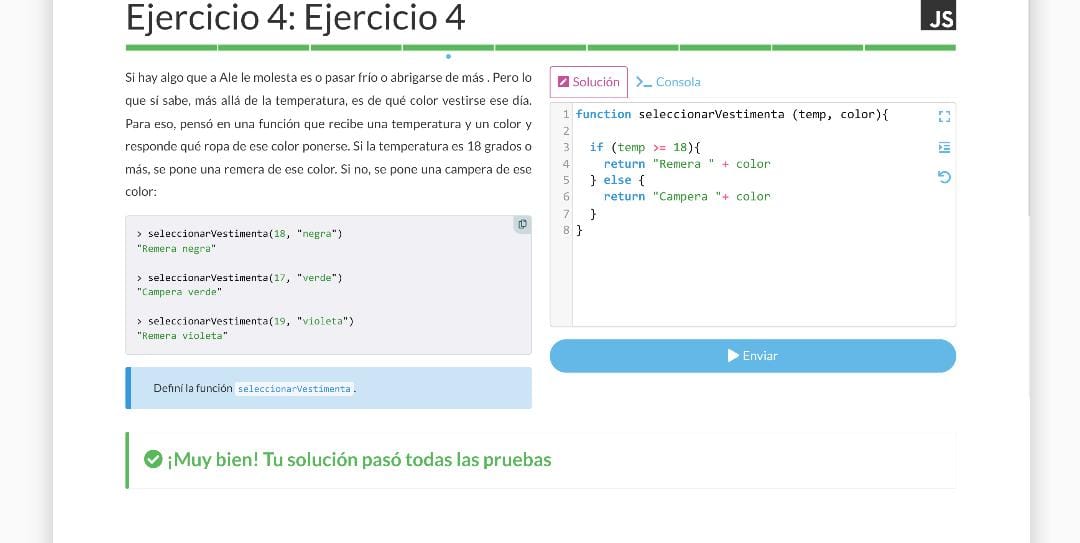 Ejercicio 4: Ejercicio 4
JS
Si hay algo que a Ale le molesta es o pasar frío o abrigarse de más . Pero lo
que sí sabe, más allá de la temperatura, es de qué color vestirse ese día.
Para eso, pensó en una función que recibe una temperatura y un color y
responde qué ropa de ese color ponerse. Si la temperatura es 18 grados o
más, se pone una remera de ese color. Si no, se pone una campera de ese
color:
> seleccionarVestimenta(18, "negra")
"Remera negra"
> seleccionarVestimenta(17, "verde")
"Campera verde"
> seleccionarVestimenta(19, "violeta")
"Remera violeta"
Definí la función seleccionarVestimenta.
Solución
>_ Consola
1 function seleccionarVestimenta (temp, color){
2
3 if (temp >= 18){
4 return "Remera " + color
5 } else {
6 return "Campera "+ color
7 }
8 }
Enviar
¡Muy bien! Tu solución pasó todas las pruebas